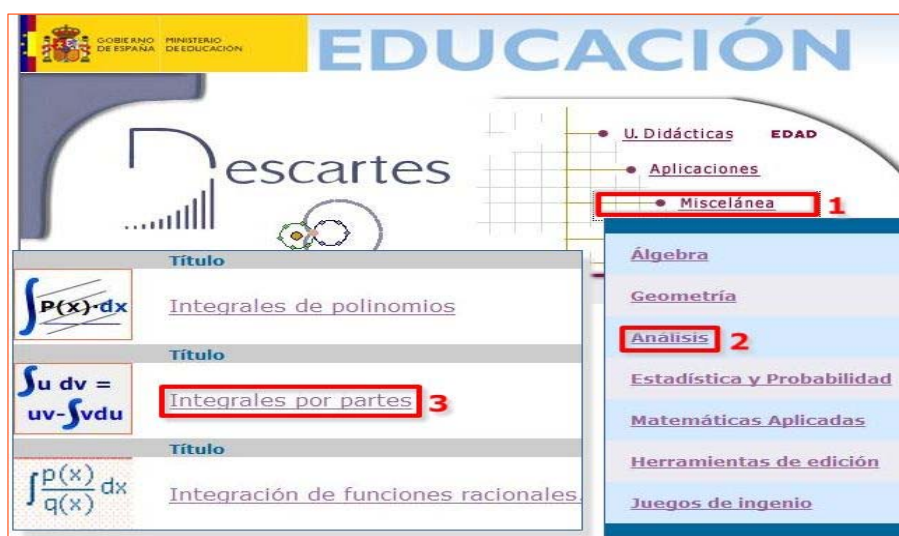 GOBIERNO DE ESPAÑA
MINISTERIO DE EDUCACIÓN
EDUCACIÓN
Descartes
U. Didácticas EDAD
Aplicaciones
Miscelánea 1
Título
∫P(x)·dx Integrales de polinomios
Título
∫u dv = uv-∫vdu Integrales por partes 3
Título
∫p(x)/q(x) dx Integración de funciones racionales.
Álgebra
Geometría
Análisis 2
Estadística y Probabilidad
Matemáticas Aplicadas
Herramientas de edición
Juegos de ingenio